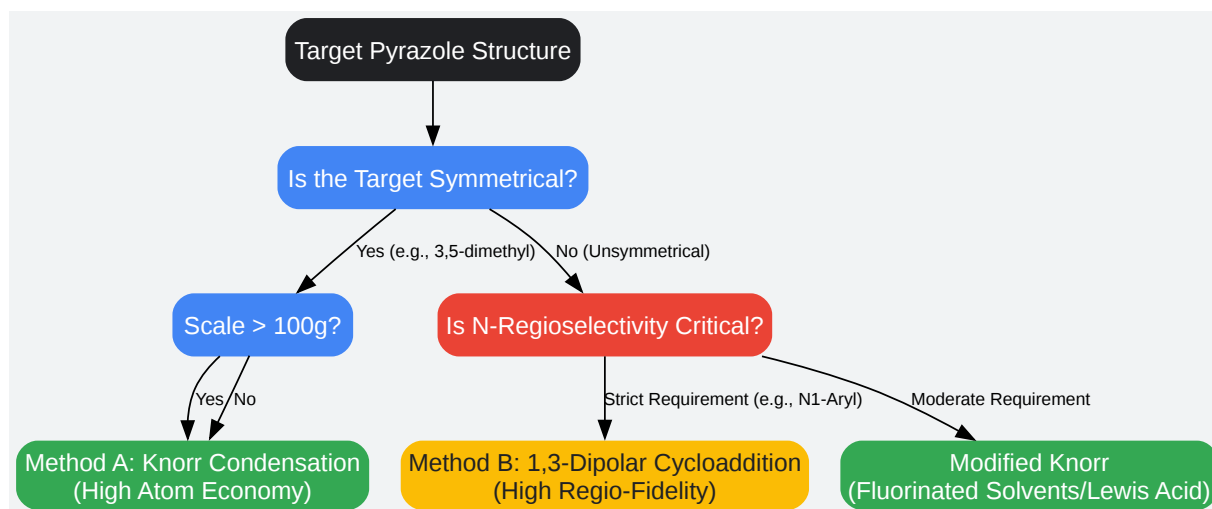 Target Pyrazole Structure
Is the Target Symmetrical?
Yes (e.g., 3,5-dimethyl)
No (Unsymmetrical)
Scale > 100g?
Is N-Regioselectivity Critical?
Yes
No
Strict Requirement (e.g., N1-Aryl)
Moderate Requirement
Method A: Knorr Condensation
(High Atom Economy)
Method B: 1,3-Dipolar Cycloaddition
(High Regio-Fidelity)
Modified Knorr
(Fluorinated Solvents/Lewis Acid)